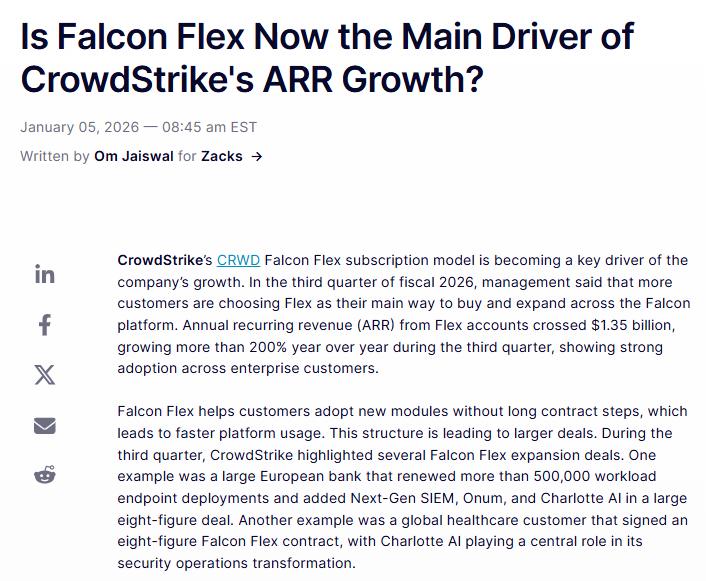 Is Falcon Flex Now the Main Driver of
CrowdStrike's ARR Growth?
January 05, 2026 — 08:45 am EST
Written by Om Jaiswal for Zacks →
CrowdStrike's CRWD Falcon Flex subscription model is becoming a key driver of the
company's growth. In the third quarter of fiscal 2026, management said that more
customers are choosing Flex as their main way to buy and expand across the Falcon
platform. Annual recurring revenue (ARR) from Flex accounts crossed $1.35 billion,
growing more than 200% year over year during the third quarter, showing strong
adoption across enterprise customers.
Falcon Flex helps customers adopt new modules without long contract steps, which
leads to faster platform usage. This structure is leading to larger deals. During the
third quarter, CrowdStrike highlighted several Falcon Flex expansion deals. One
example was a large European bank that renewed more than 500,000 workload
endpoint deployments and added Next-Gen SIEM, Onum, and Charlotte AI in a large
eight-figure deal. Another example was a global healthcare customer that signed an
eight-figure Falcon Flex contract, with Charlotte AI playing a central role in its
security operations transformation.